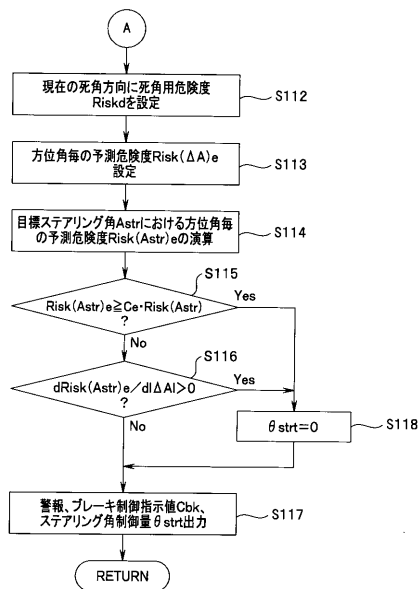 A
現在の死角方向に死角用危険度
Riskdを設定
S112
方位角毎の予測危険度Risk(ΔA)e
設定
S113
目標ステアリング角Astrにおける方位角毎
の予測危険度Risk(Astr)eの演算
S114
S115
Risk(Astr)e≧Ce・Risk(Astr)
?
Yes
No
S116
dRisk(Astr)e/d|ΔA|>0
?
Yes
No
θstrt=0
S118
警報、ブレーキ制御指示値Cbk、
ステアリング角制御量θstrt出力
S117
RETURN